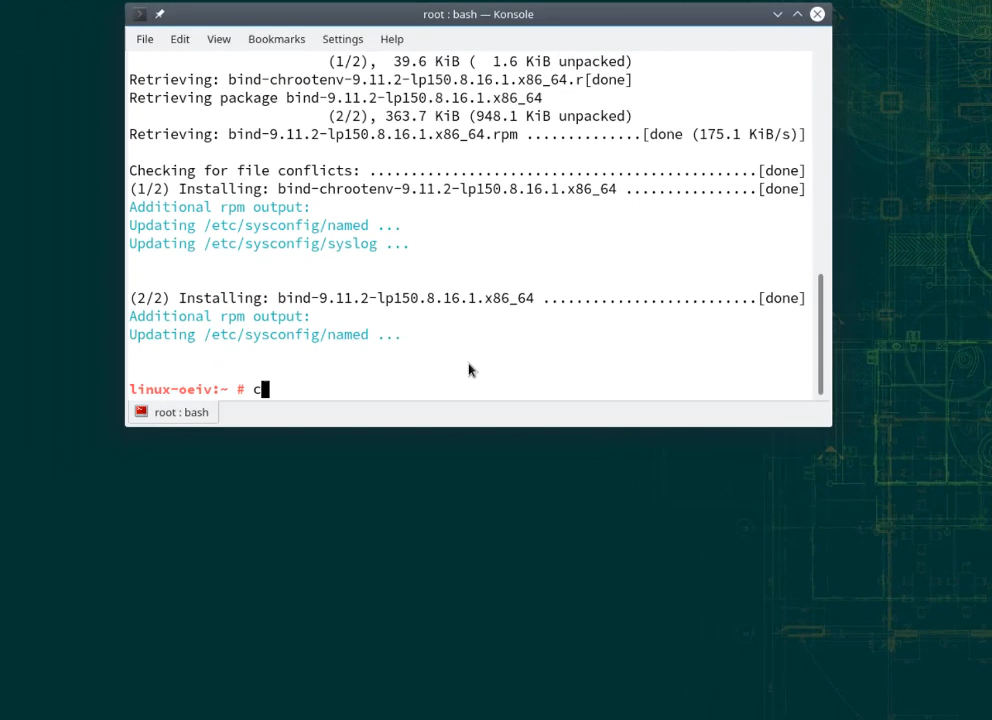 root : bash — Konsole
File Edit View Bookmarks Settings Help
(1/2),  39.6 KiB (  1.6 KiB unpacked)
Retrieving: bind-chrootenv-9.11.2-lp150.8.16.1.x86_64.r[done]
Retrieving package bind-9.11.2-lp150.8.16.1.x86_64
(2/2), 363.7 KiB (948.1 KiB unpacked)
Retrieving: bind-9.11.2-lp150.8.16.1.x86_64.rpm ..............[done (175.1 KiB/s)]
Checking for file conflicts: ...............................................[done]
(1/2) Installing: bind-chrootenv-9.11.2-lp150.8.16.1.x86_64 ................[done]
Additional rpm output:
Updating /etc/sysconfig/named ...
Updating /etc/sysconfig/syslog ...
(2/2) Installing: bind-9.11.2-lp150.8.16.1.x86_64 ..........................[done]
Additional rpm output:
Updating /etc/sysconfig/named ...
linux-oeiv:~ # c
root : bash